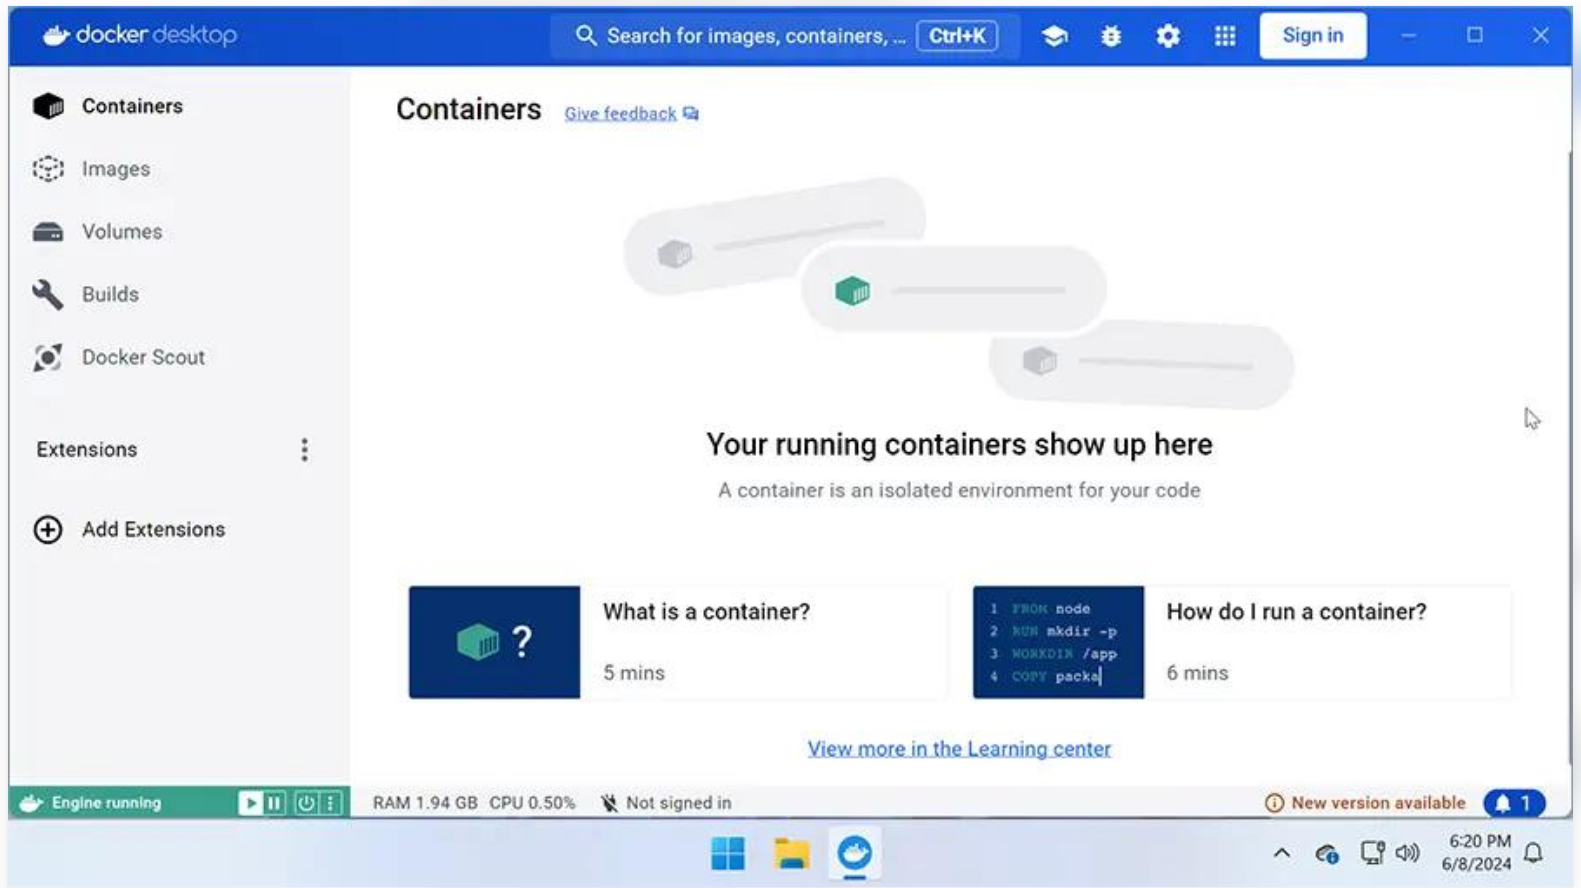 docker desktop
Search for images, containers, ... Ctrl+K
Sign in
Containers
Images
Volumes
Builds
Docker Scout
Extensions
Add Extensions
Containers
Give feedback
Your running containers show up here
A container is an isolated environment for your code
?
What is a container?
5 mins
1 FROM node
2 RUN mkdir -p
3 WORKDIR /app
4 COPY packa
How do I run a container?
6 mins
View more in the Learning center
Engine running
RAM 1.94 GB CPU 0.50%
Not signed in
New version available
1
6:20 PM
6/8/2024